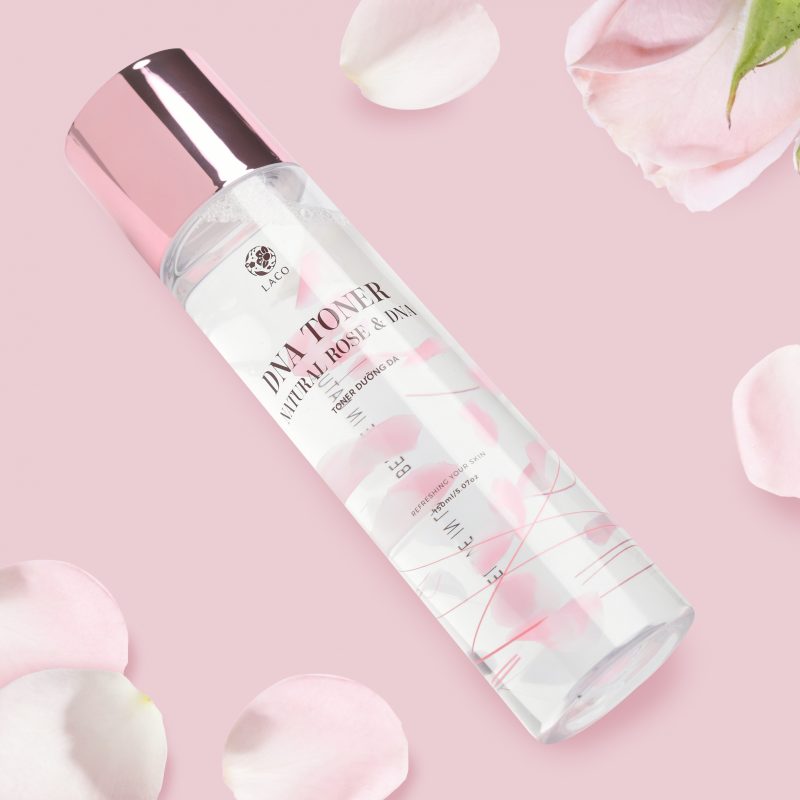 LACO
DNA TONER
NATURAL ROSE & DNA
TONER DƯỠNG DA
REFRESHING YOUR SKIN
150ml/5.07oz